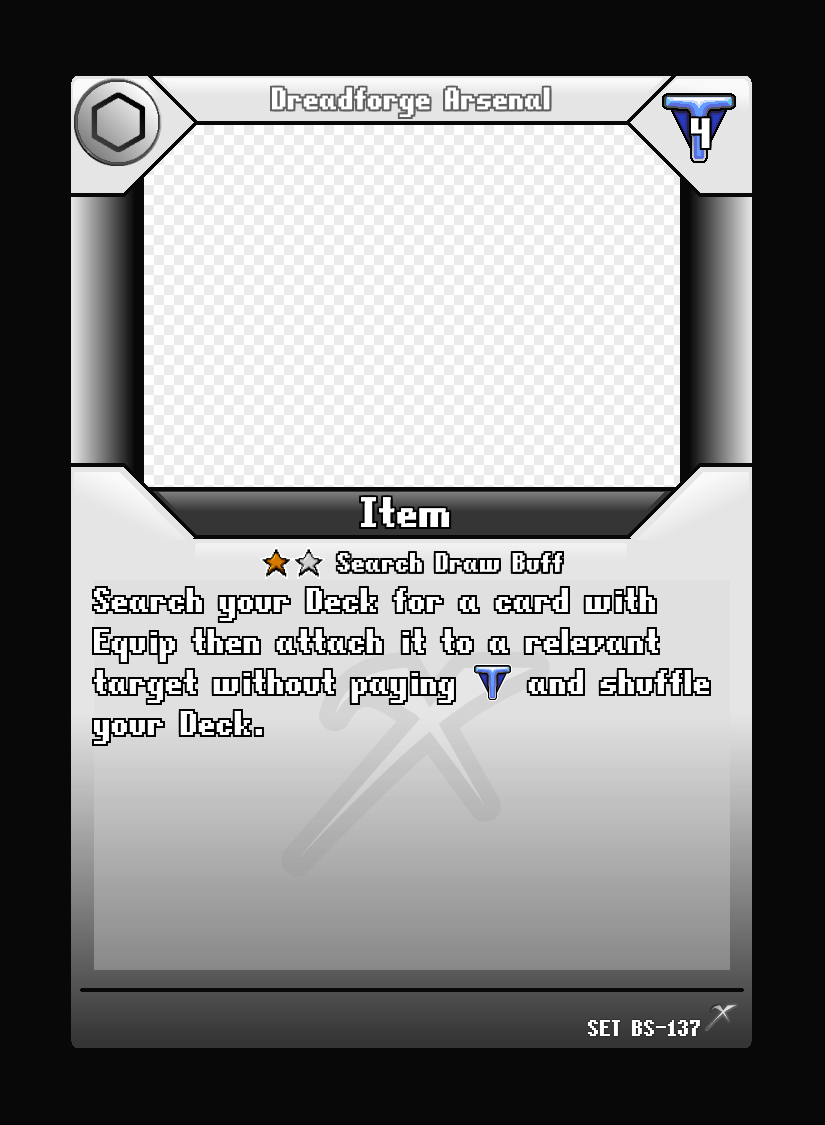 Dreadforge Arsenal
4
Item
Search Draw Buff
Search your Deck for a card with
Equip then attach it to a relevant
target without paying T and shuffle
your Deck.
SET BS-137